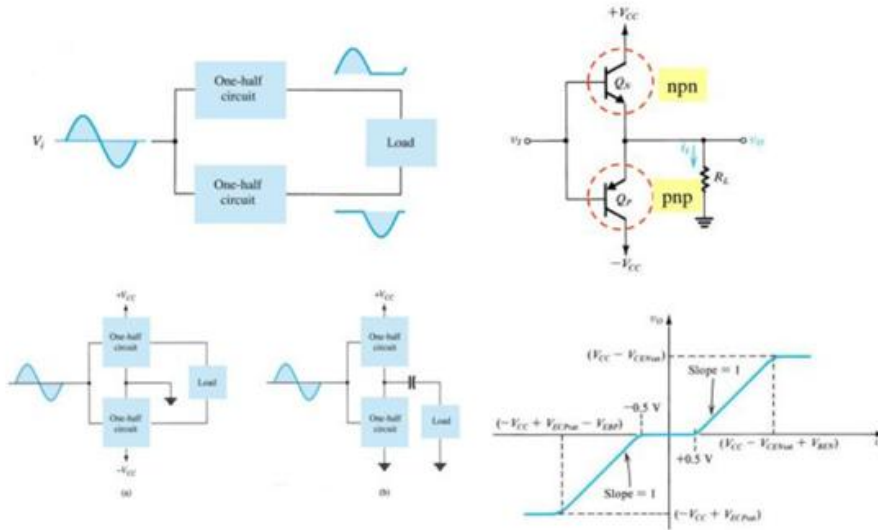 One-half
circuit
V_i
Load
One-half
circuit
+V_CC
Q_N
npn
v_I
v_O
i_L
R_L
Q_P
pnp
−V_CC
+V_CC
One-half
circuit
Load
One-half
circuit
−V_CC
(a)
+V_CC
One-half
circuit
One-half
circuit
Load
(b)
v_O
(V_CC − V_CENsat)
Slope = 1
−0.5 V
(−V_CC + V_ECPsat − V_EBP)
+0.5 V
(V_CC − V_CENsat + V_BEN)
Slope = 1
(−V_CC + V_ECPsat)